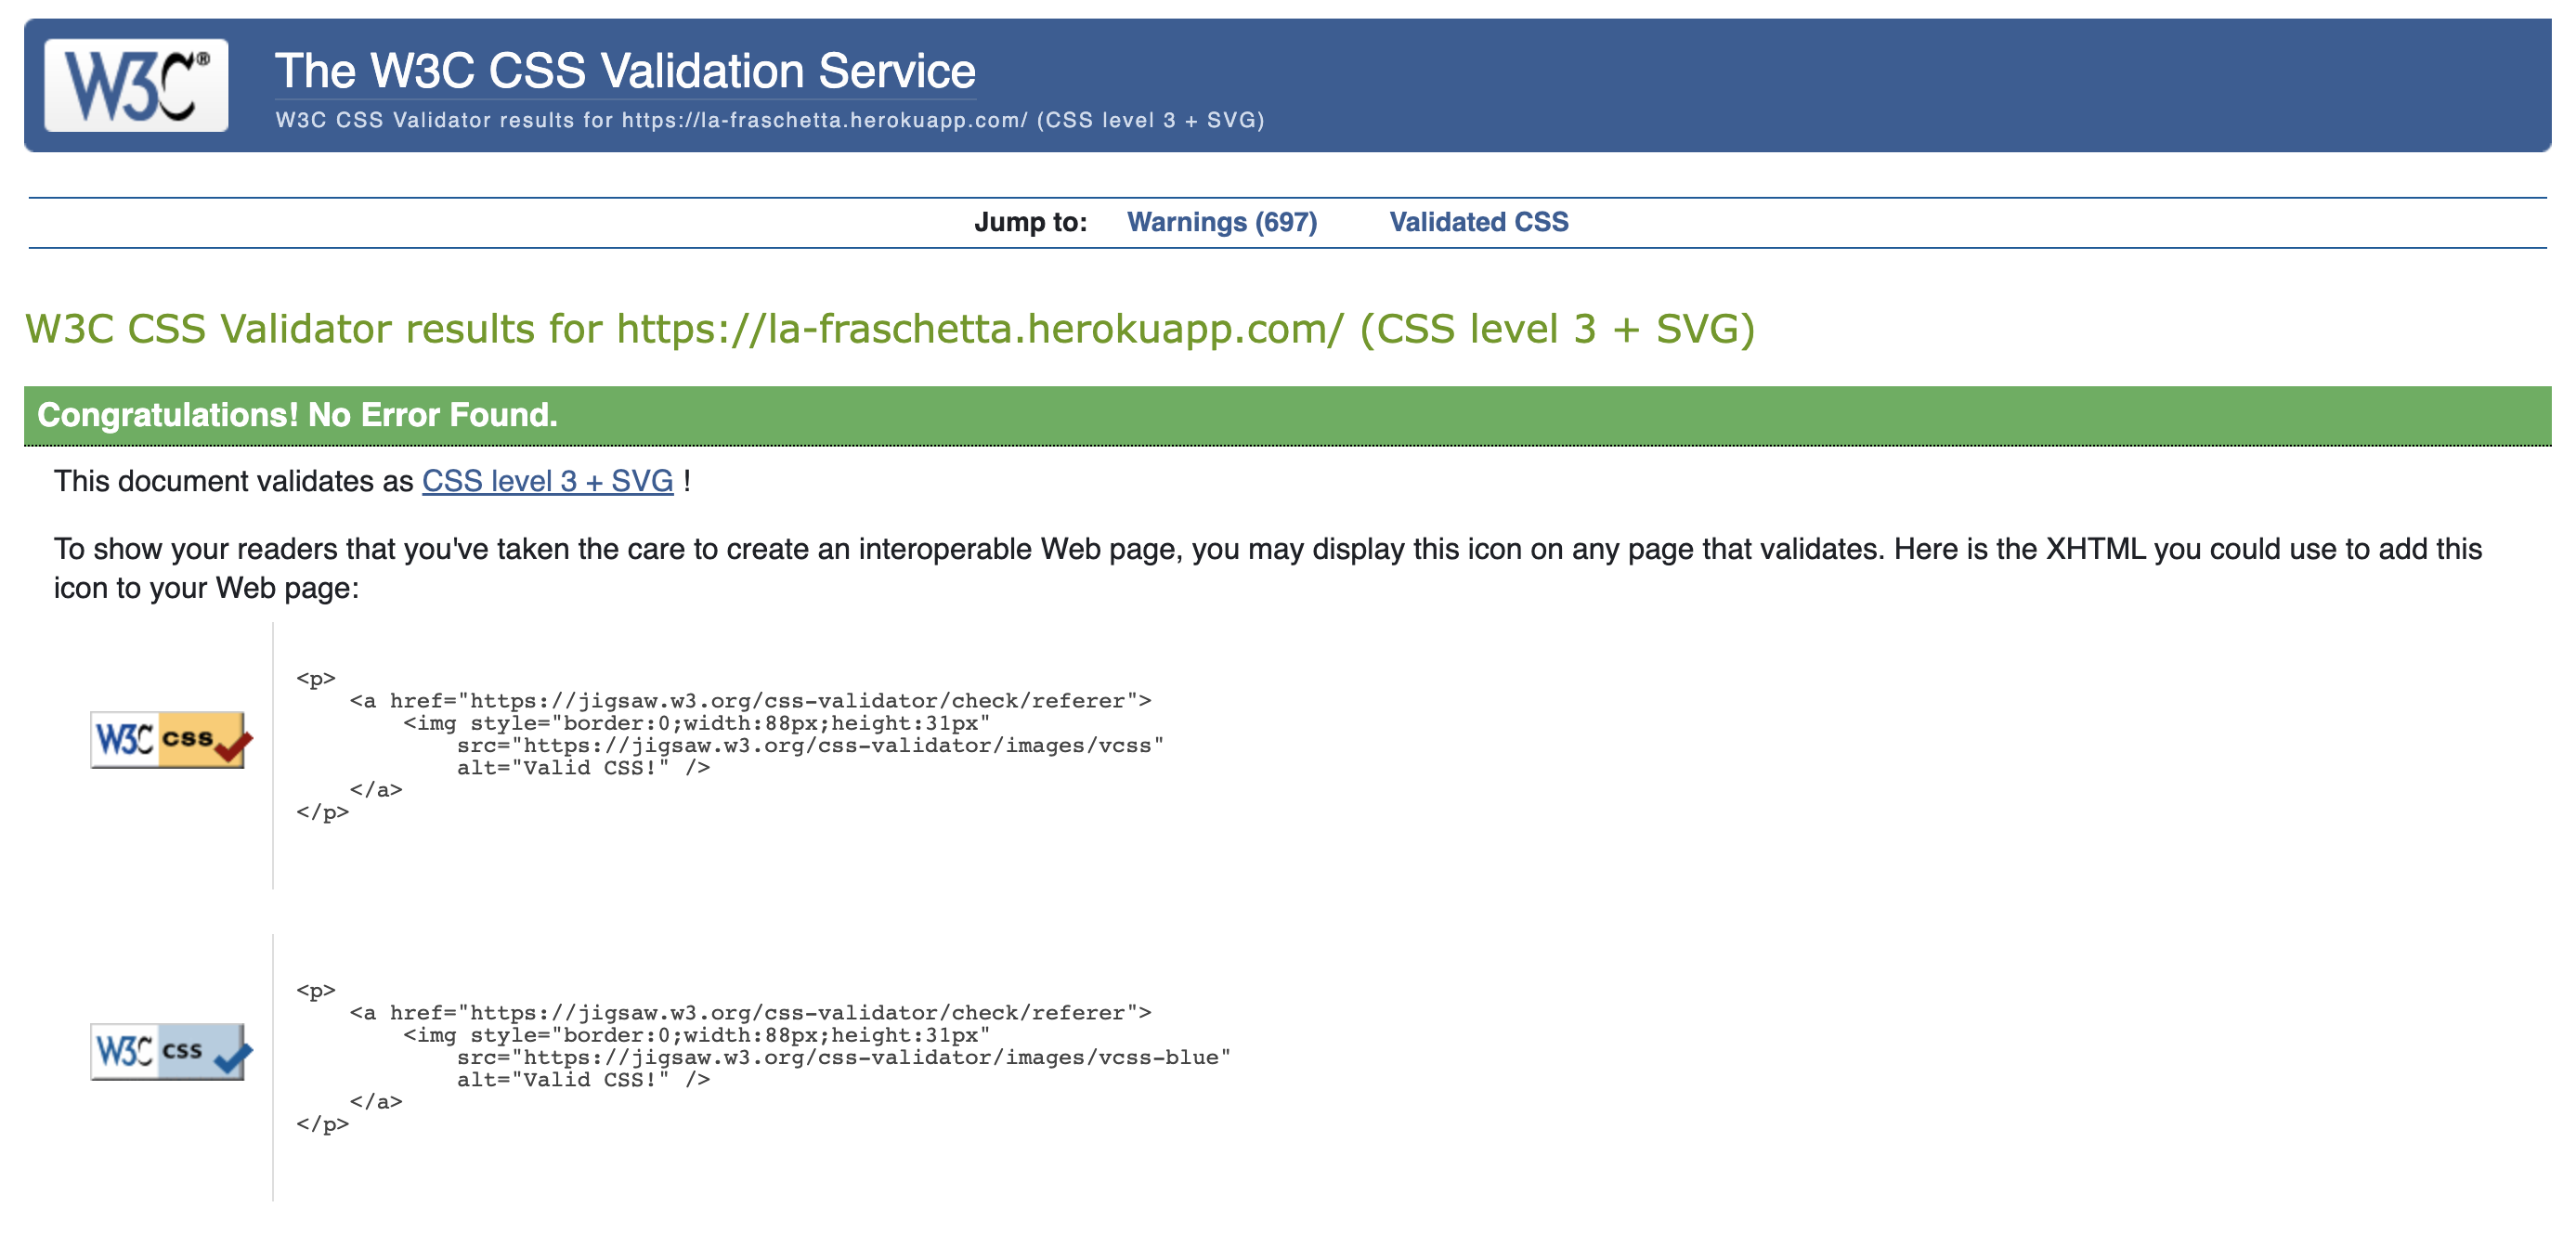 W3C®
The W3C CSS Validation Service
W3C CSS Validator results for https://la-fraschetta.herokuapp.com/ (CSS level 3 + SVG)
Jump to: Warnings (697) Validated CSS
W3C CSS Validator results for https://la-fraschetta.herokuapp.com/ (CSS level 3 + SVG)
Congratulations! No Error Found.
This document validates as CSS level 3 + SVG !
To show your readers that you've taken the care to create an interoperable Web page, you may display this icon on any page that validates. Here is the XHTML you could use to add this
icon to your Web page:
W3C css
<p>
    <a href="https://jigsaw.w3.org/css-validator/check/referer">
        <img style="border:0;width:88px;height:31px"
            src="https://jigsaw.w3.org/css-validator/images/vcss"
            alt="Valid CSS!" />
    </a>
</p>
W3C css
<p>
    <a href="https://jigsaw.w3.org/css-validator/check/referer">
        <img style="border:0;width:88px;height:31px"
            src="https://jigsaw.w3.org/css-validator/images/vcss-blue"
            alt="Valid CSS!" />
    </a>
</p>